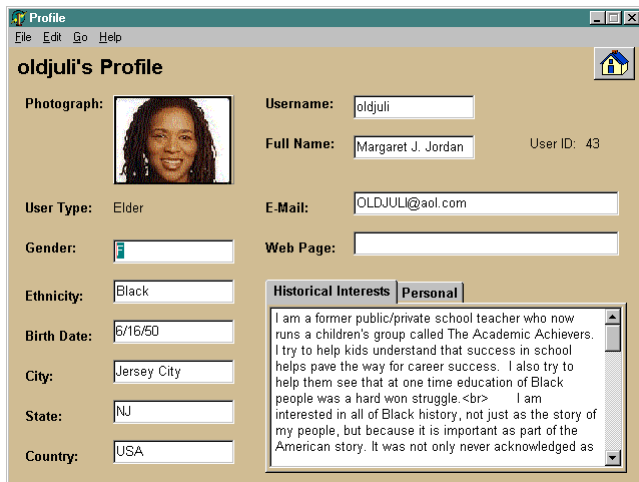 Profile
File Edit Go Help
oldjuli's Profile
Photograph:
Username: oldjuli
Full Name: Margaret J. Jordan User ID: 43
User Type: Elder
E-Mail: OLDJULI@aol.com
Gender: F
Web Page:
Ethnicity: Black
Birth Date: 6/16/50
City: Jersey City
State: NJ
Country: USA
Historical Interests Personal
I am a former public/private school teacher who now
runs a children's group called The Academic Achievers.
I try to help kids understand that success in school
helps pave the way for career success. I also try to
help them see that at one time education of Black
people was a hard won struggle.<br> I am
interested in all of Black history, not just as the story of
my people, but because it is important as part of the
American story. It was not only never acknowledged as